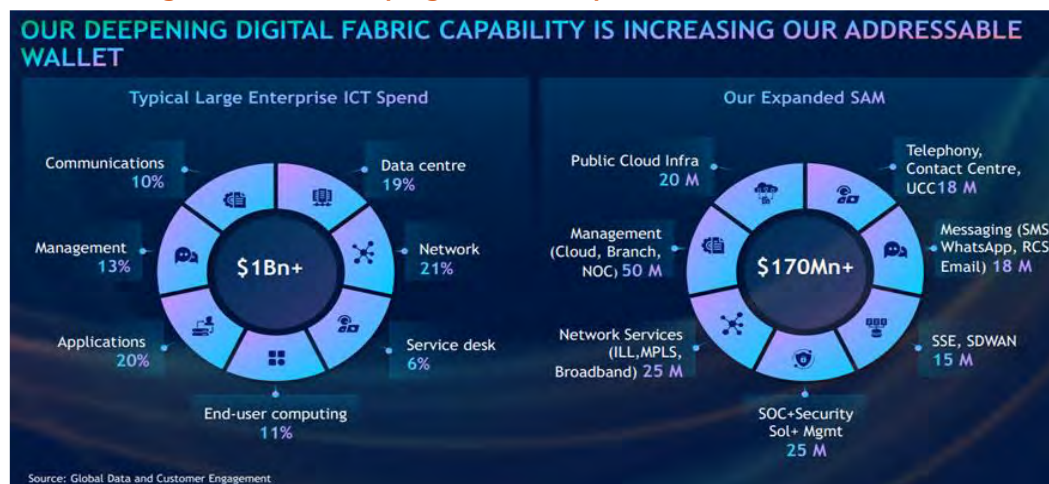 OUR DEEPENING DIGITAL FABRIC CAPABILITY IS INCREASING OUR ADDRESSABLE
WALLET
Typical Large Enterprise ICT Spend
Communications
10%
Data centre
19%
Management
13%
$1Bn+
Network
21%
Applications
20%
Service desk
6%
End-user computing
11%
Our Expanded SAM
Public Cloud Infra
20 M
Telephony,
Contact Centre,
UCC18 M
Management
(Cloud, Branch,
NOC) 50 M
$170Mn+
Messaging (SMS
WhatsApp, RCS
Email) 18 M
Network Services
(ILL,MPLS,
Broadband) 25 M
SSE, SDWAN
15 M
SOC+Security
Sol+ Mgmt
25 M
Source: Global Data and Customer Engagement